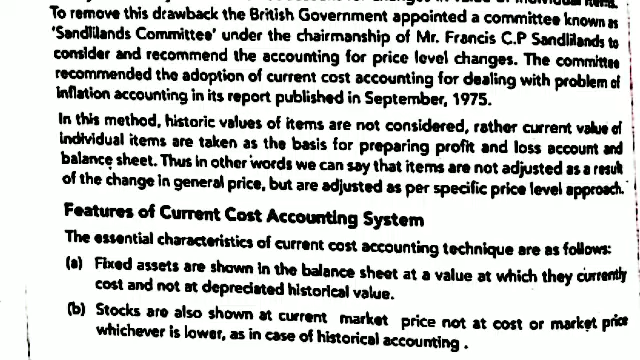 To remove this drawback the British Government appointed a committee known as
'Sandlilands Committee' under the chairmanship of Mr. Francis C.P Sandlilands to
consider and recommend the accounting for price level changes. The committee
recommended the adoption of current cost accounting for dealing with problem of
inflation accounting in its report published in September, 1975.
In this method, historic values of items are not considered, rather current value of
individual items are taken as the basis for preparing profit and loss account and
balance sheet. Thus in other words we can say that items are not adjusted as a result
of the change in general price, but are adjusted as per specific price level approach.
Features of Current Cost Accounting System
The essential characteristics of current cost accounting technique are as follows:
(a) Fixed assets are shown in the balance sheet at a value at which they currently
cost and not at depreciated historical value.
(b) Stocks are also shown at current market price not at cost or market price
whichever is lower, as in case of historical accounting .